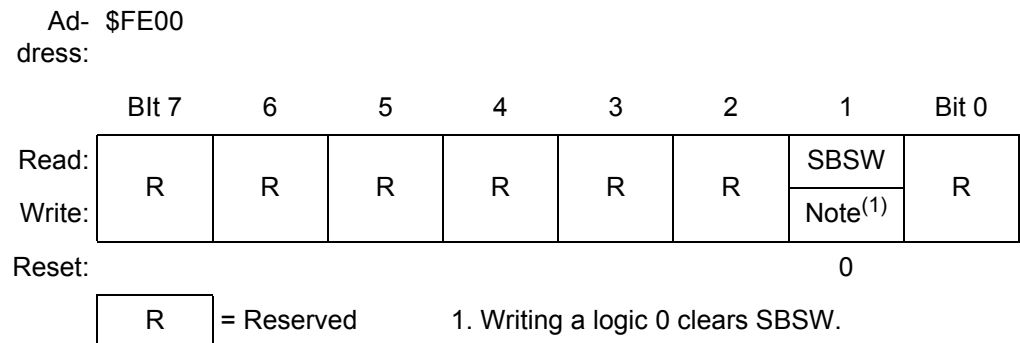 Ad- $FE00
dress:
BIt 7 6 5 4 3 2 1 Bit 0
Read: R R R R R R SBSW R
Write: Note(1)
Reset: 0
R = Reserved 1. Writing a logic 0 clears SBSW.